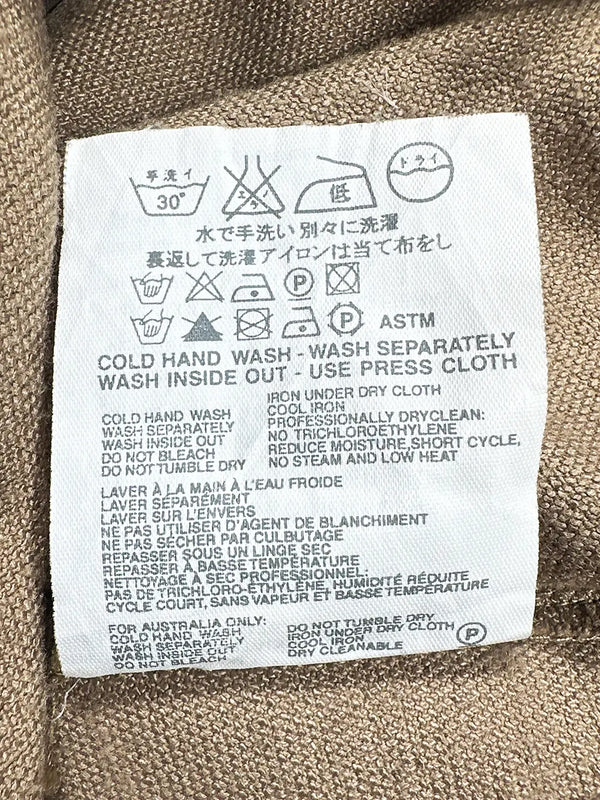 手洗イ
30°
エンソ
サラシ
低
ドライ
水で手洗い 別々に洗濯
裏返して洗濯 アイロンは当て布をし
P
P ASTM
COLD HAND WASH - WASH SEPARATELY
WASH INSIDE OUT - USE PRESS CLOTH
COLD HAND WASH
WASH SEPARATELY
WASH INSIDE OUT
DO NOT BLEACH
DO NOT TUMBLE DRY
IRON UNDER DRY CLOTH
COOL IRON
PROFESSIONALLY DRYCLEAN:
NO TRICHLOROETHYLENE
REDUCE MOISTURE, SHORT CYCLE,
NO STEAM AND LOW HEAT
LAVER À LA MAIN À L'EAU FROIDE
LAVER SÉPARÉMENT
LAVER SUR L'ENVERS
NE PAS UTILISER D'AGENT DE BLANCHIMENT
NE PAS SÉCHER PAR CULBUTAGE
REPASSER SOUS UN LINGE SEC
REPASSER À BASSE TEMPÉRATURE
NETTOYAGE À SEC PROFESSIONNEL:
PAS DE TRICHLORO-ÉTHYLÈNE, HUMIDITÉ RÉDUITE
CYCLE COURT, SANS VAPEUR ET BASSE TEMPÉRATURE
FOR AUSTRALIA ONLY:
COLD HAND WASH
WASH SEPARATELY
WASH INSIDE OUT
DO NOT BLEACH
DO NOT TUMBLE DRY
IRON UNDER DRY CLOTH
COOL IRON
DRY CLEANABLE
P